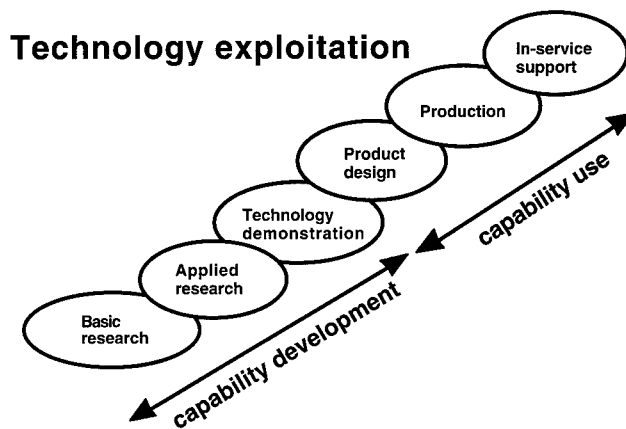 Technology exploitation
In-service
support
Production
Product
design
Technology
demonstration
Applied
research
Basic
research
capability use
capability development